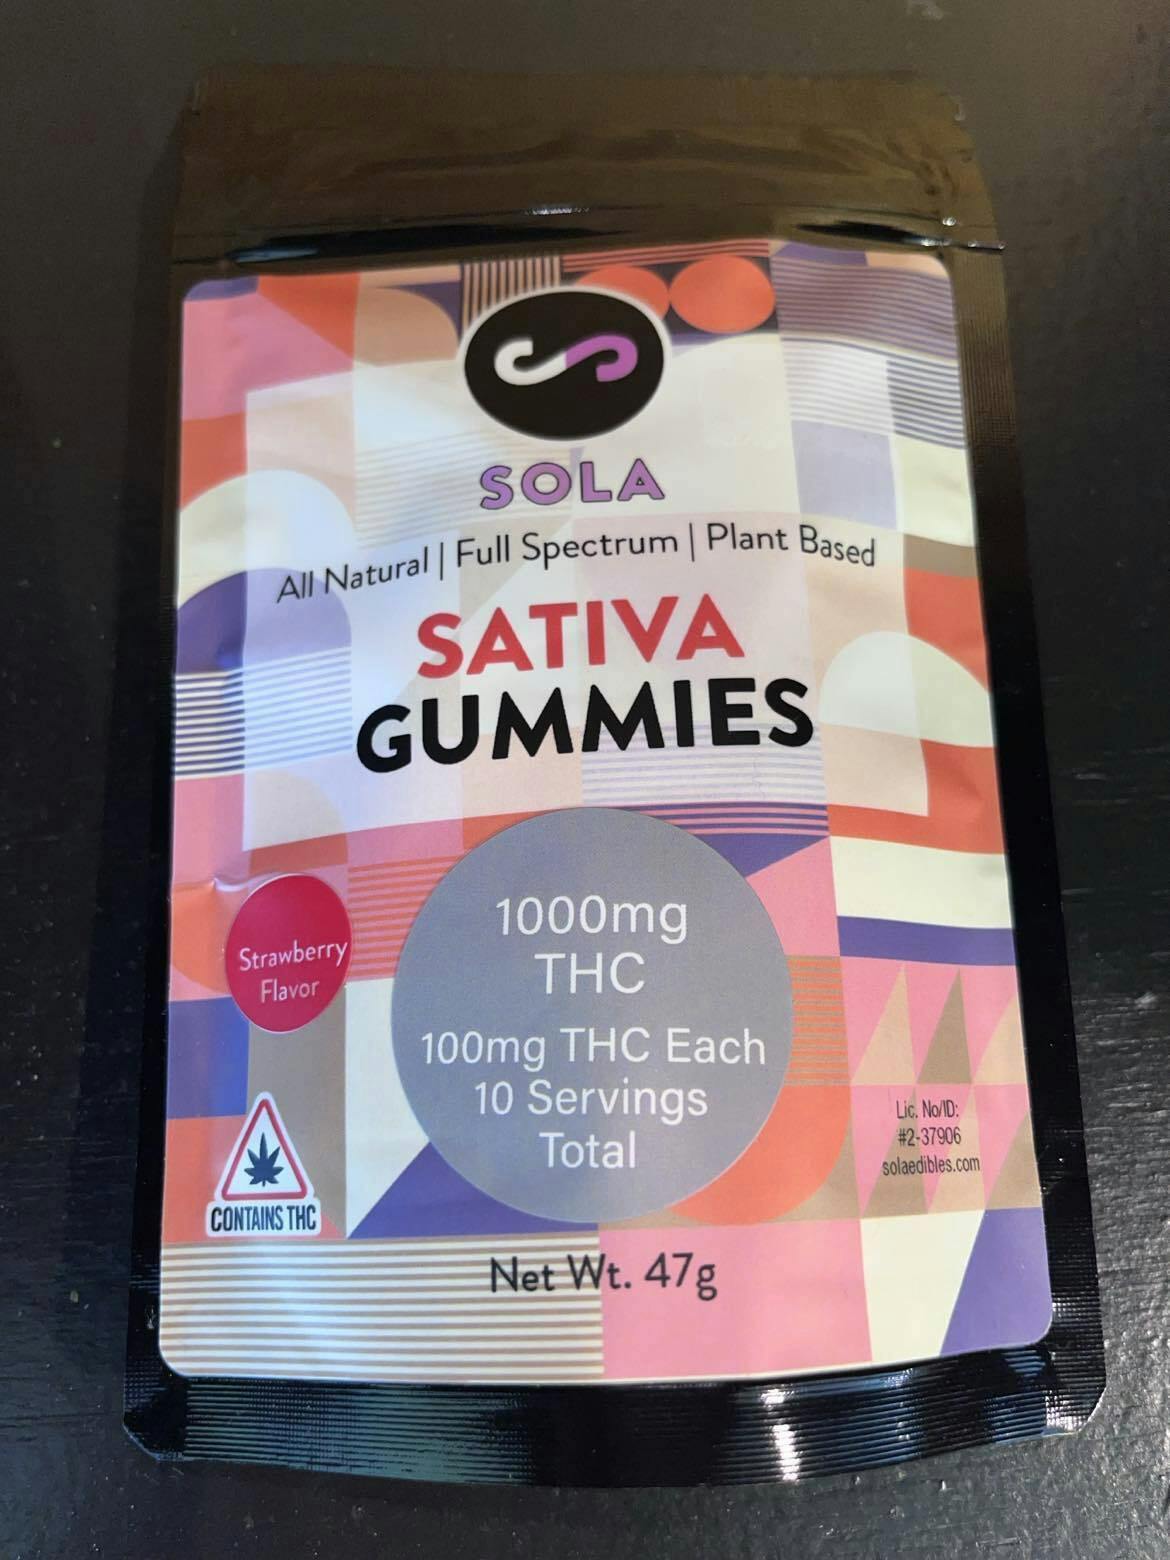 SOLA
All Natural | Full Spectrum | Plant Based
SATIVA
GUMMIES
1000mg
THC
100mg THC Each
10 Servings
Total
Strawberry
Flavor
Lic. No/ID:
#2-37906
solaedibles.com
CONTAINS THC
Net Wt. 47g